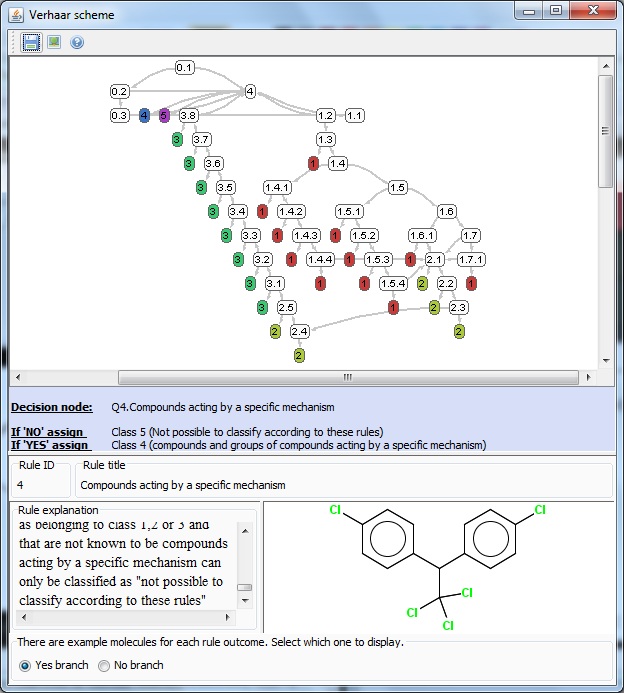 Verhaar scheme
0.1
0.2 4
0.3 4 5 3.8 1.2 1.1
3 3.7 1.3
3 3.6 1 1.4
3 3.5 1.4.1 1.5
3 3.4 1 1.4.2 1.5.1 1.6
3 3.3 1 1.4.3 1 1.5.2 1.6.1 1.7
3 3.2 1 1.4.4 1 1.5.3 1 2.1 1.7.1
3 3.1 1 1 1.5.4 2 2.2 1
3 2.5 1 2 2.3
2 2.4 2
2
Decision node: Q4.Compounds acting by a specific mechanism
If 'NO' assign Class 5 (Not possible to classify according to these rules)
If 'YES' assign Class 4 (compounds and groups of compounds acting by a specific mechanism)
Rule ID Rule title
4 Compounds acting by a specific mechanism
Rule explanation
as belonging to class 1,2 or 3 and
that are not known to be compounds
acting by a specific mechanism can
only be classified as "not possible to
classify according to these rules"
Cl Cl
Cl
Cl
Cl
There are example molecules for each rule outcome. Select which one to display.
Yes branch No branch